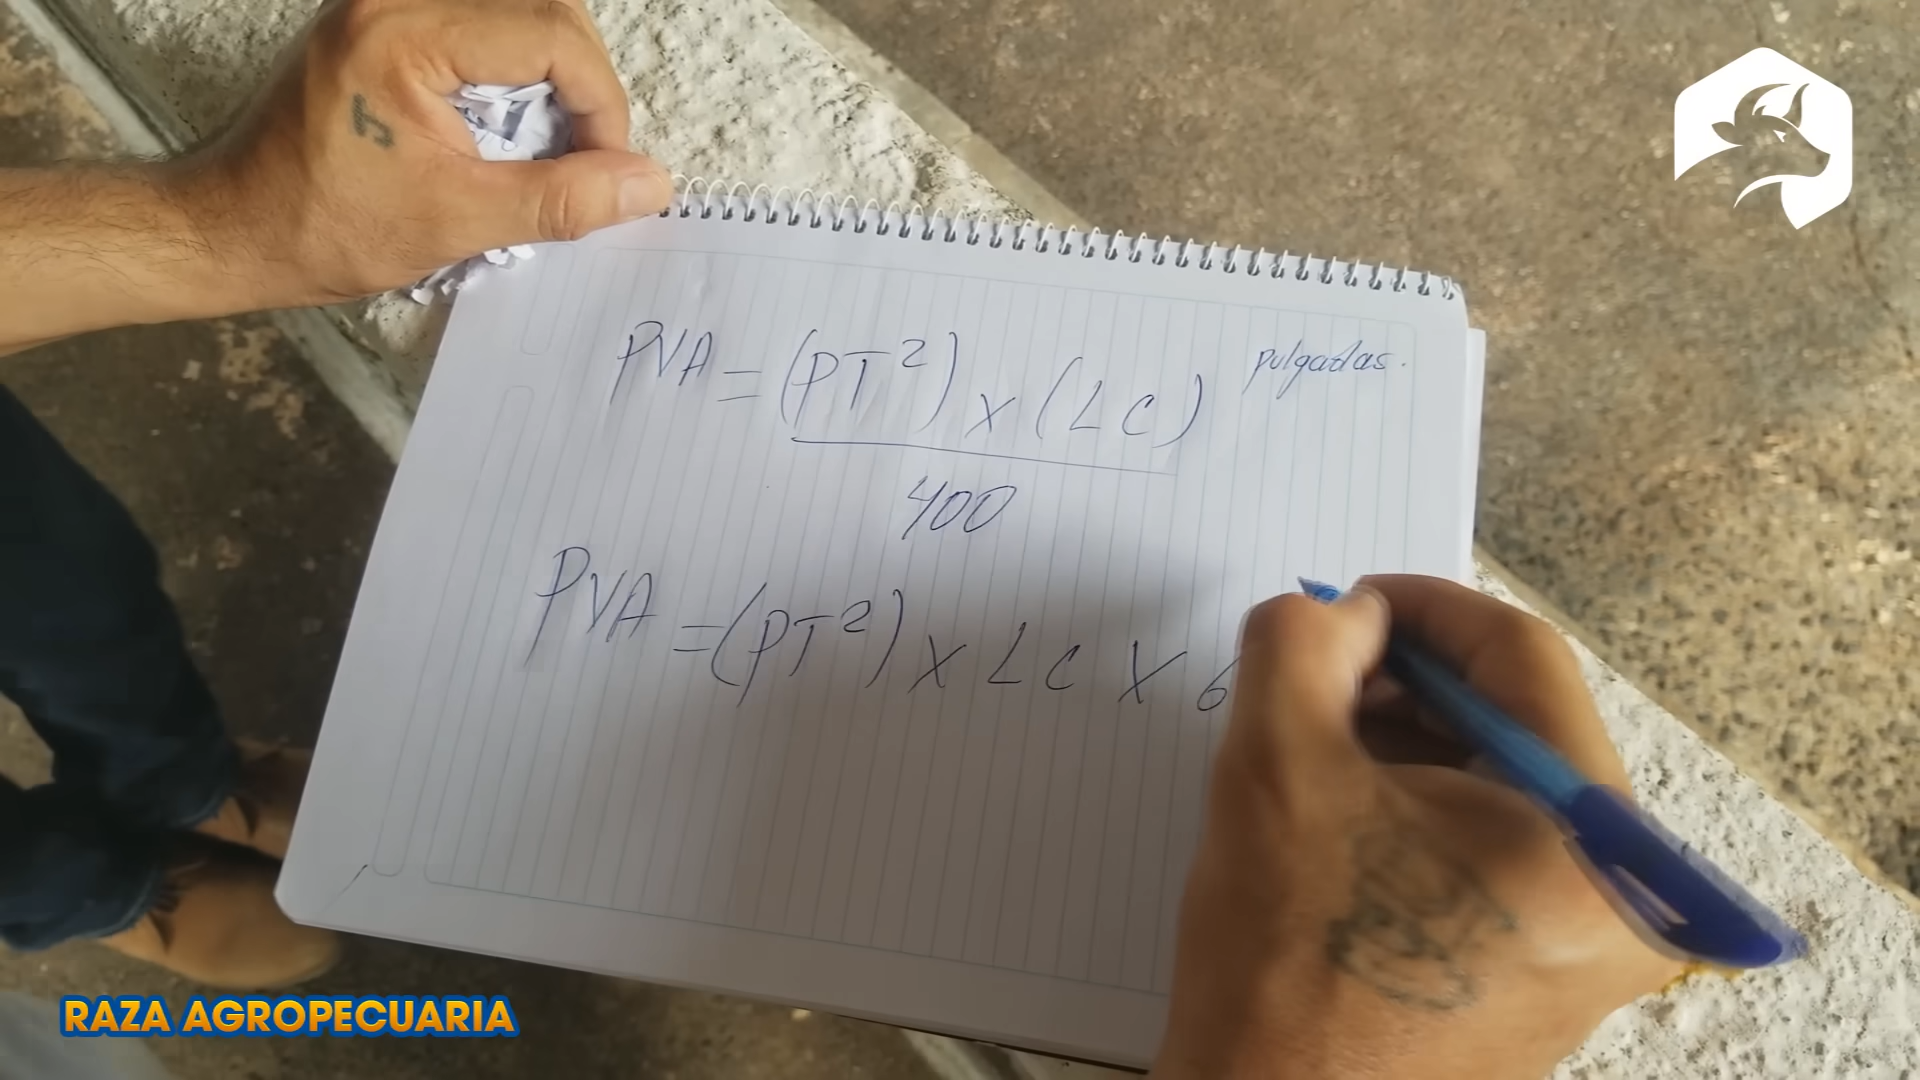 PVA = (PT²) x (LC) pulgadas.
400
PVA = (PT²) x LC x 6
RAZA AGROPECUARIA